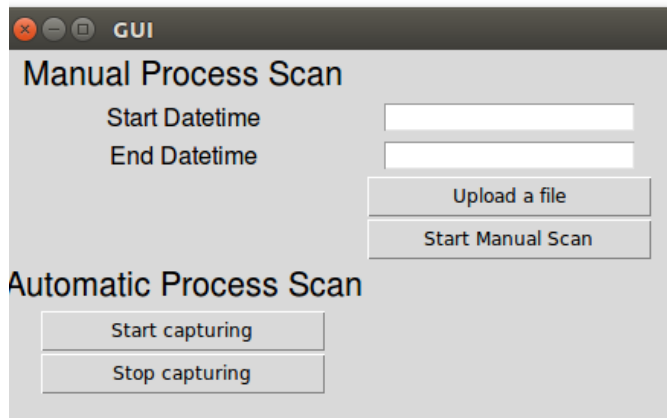 GUI
Manual Process Scan
Start Datetime
End Datetime
Upload a file
Start Manual Scan
Automatic Process Scan
Start capturing
Stop capturing